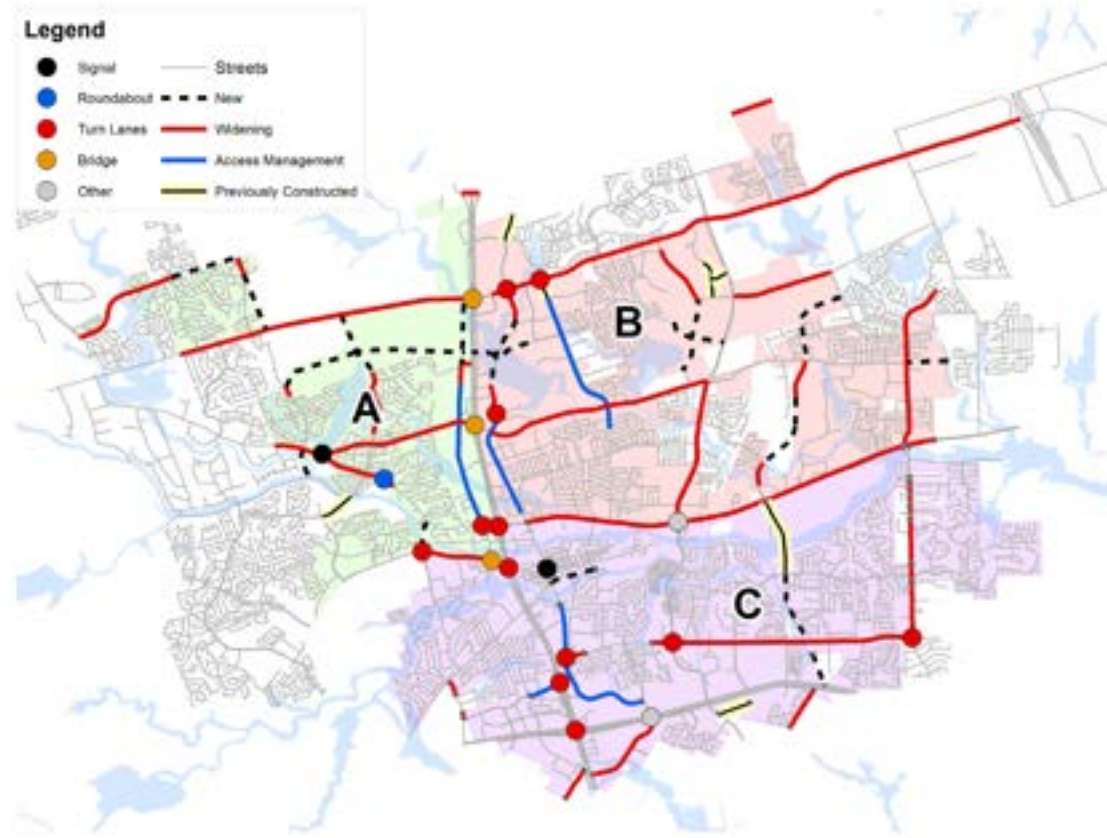 Legend
Signal
Streets
Roundabout
New
Turn Lanes
Widening
Bridge
Access Management
Other
Previously Constructed
B
A
C